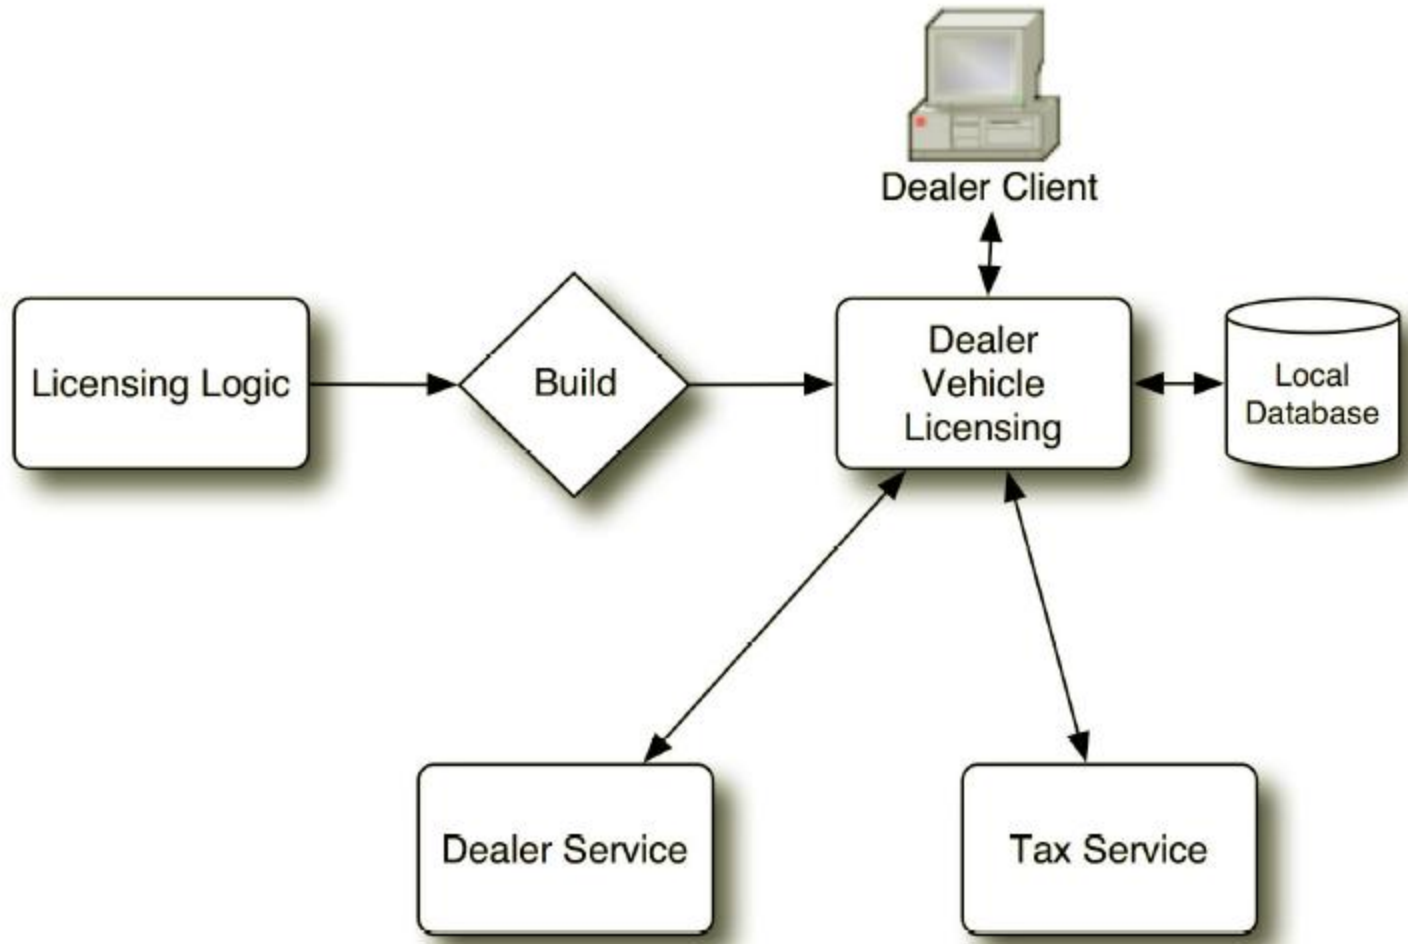 Dealer Client
Licensing Logic
Build
Dealer
Vehicle
Licensing
Local
Database
Dealer Service
Tax Service